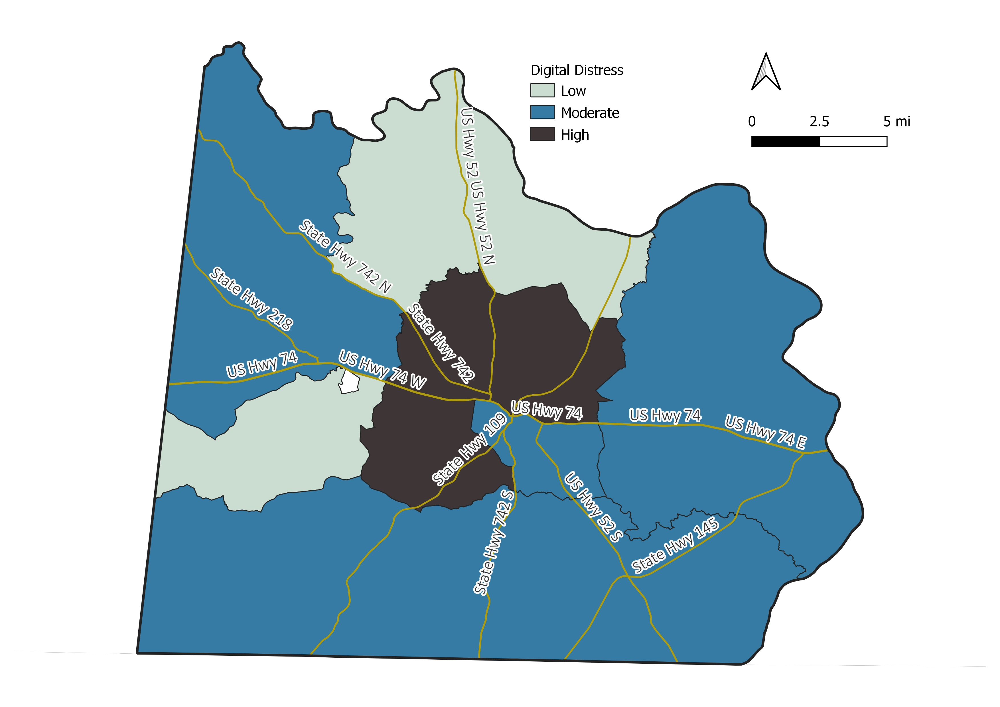 Digital Distress
Low
Moderate
High
0 2.5 5 mi
US Hwy 52
US Hwy 52 N
State Hwy 742 N
State Hwy 218
State Hwy 742
US Hwy 74
US Hwy 74 W
US Hwy 74
US Hwy 74
US Hwy 74 E
State Hwy 109
US Hwy 52 S
State Hwy 742 S
State Hwy 145